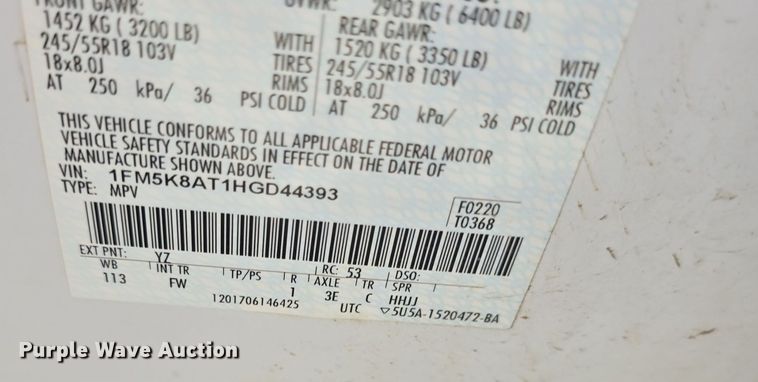 FRONT GAWR:
1452 KG ( 3200 LB)
245/55R18 103V WITH
18x8.0J TIRES
AT 250 kPa/ 36 RIMS
PSI COLD
2903 KG ( 6400 LB)
REAR GAWR:
1520 KG ( 3350 LB) WITH
245/55R18 103V TIRES
18x8.0J RIMS
AT 250 kPa/ 36 PSI COLD
THIS VEHICLE CONFORMS TO ALL APPLICABLE FEDERAL MOTOR
VEHICLE SAFETY STANDARDS IN EFFECT ON THE DATE OF
MANUFACTURE SHOWN ABOVE.
VIN: 1FM5K8AT1HGD44393
TYPE: MPV
F0220
T0368
EXT PNT: YZ RC: 53 DSO:
WB INT TR TP/PS R AXLE TR SPR
113 FW 1 3E C HHJJ
1201706146425 UTC ▽5U5A-1520472-BA
Purple Wave Auction